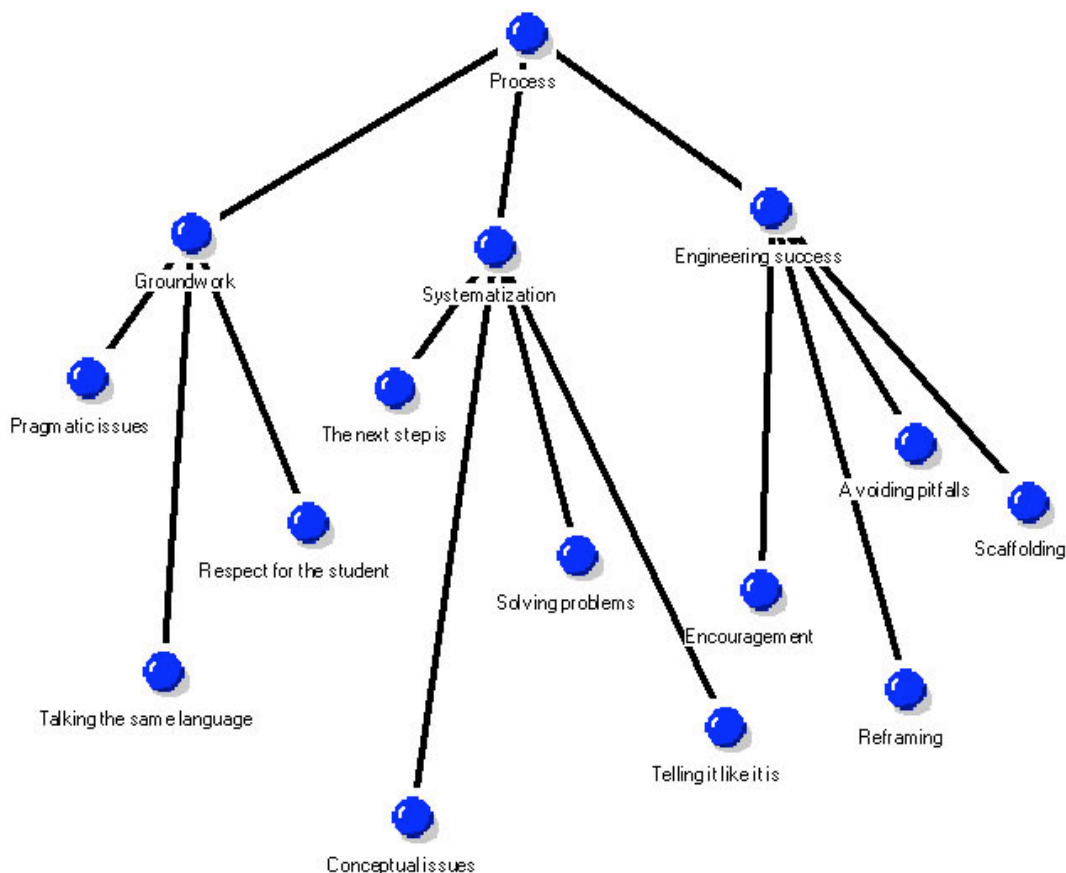 Process
Engineering success
Groundwork
Systematization
Pragmatic issues
The next step is
Avoiding pitfalls
Scaffolding
Respect for the student
Solving problems
Encouragement
Talking the same language
Reframing
Telling it like it is
Conceptual issues